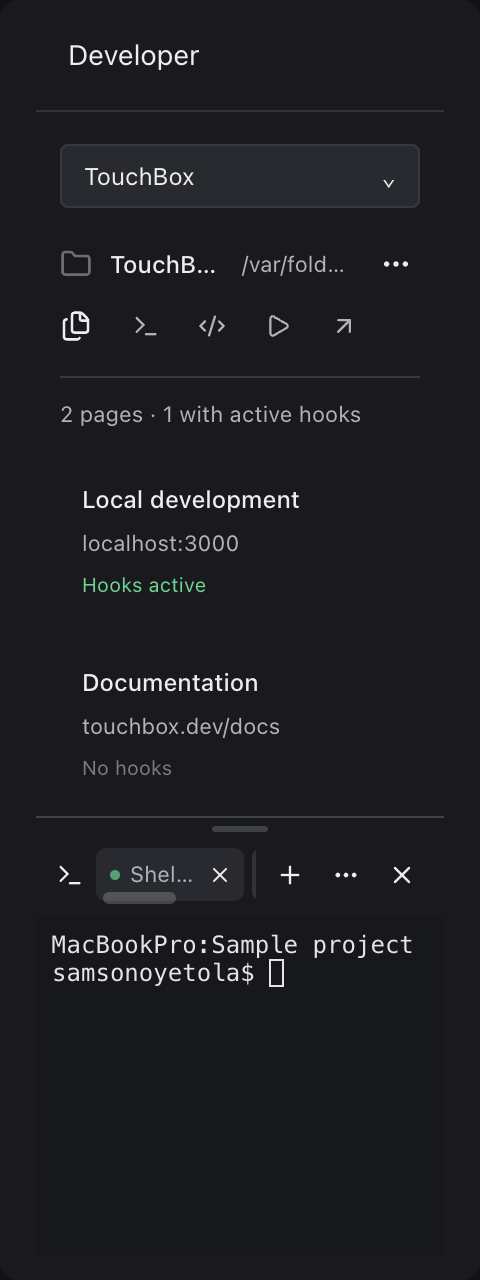 Developer
TouchBox
TouchB... /var/fold...
2 pages · 1 with active hooks
Local development
localhost:3000
Hooks active
Documentation
touchbox.dev/docs
No hooks
Shel...
MacBookPro:Sample project
samsonoyetola$